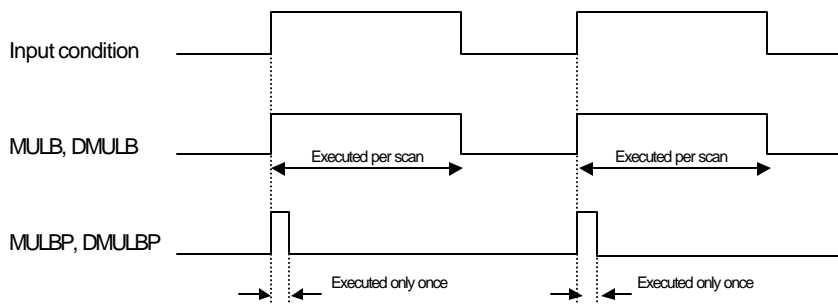 Input condition
MULB, DMULB
Executed per scan
Executed per scan
MULBP, DMULBP
Executed only once
Executed only once